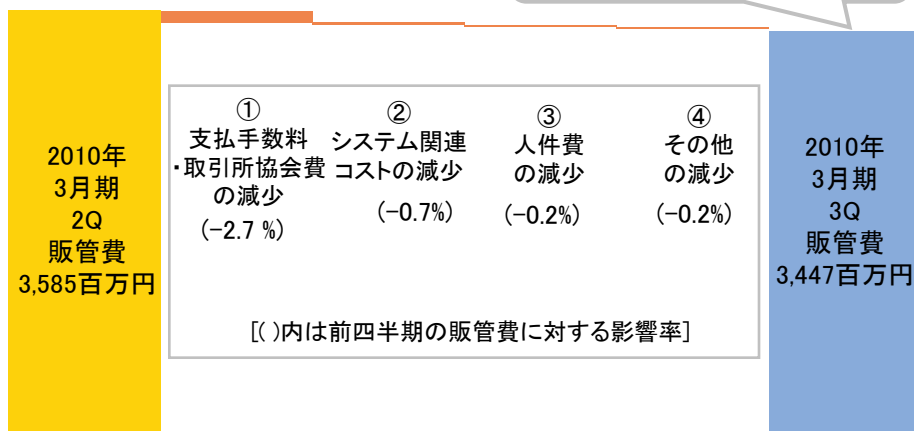 2010年
3月期
2Q
販管費
3,585百万円
①
支払手数料
・取引所協会費
の減少
(-2.7 %)
②
システム関連
コストの減少
(-0.7%)
③
人件費
の減少
(-0.2%)
④
その他
の減少
(-0.2%)
[( )内は前四半期の販管費に対する影響率]
2010年
3月期
3Q
販管費
3,447百万円